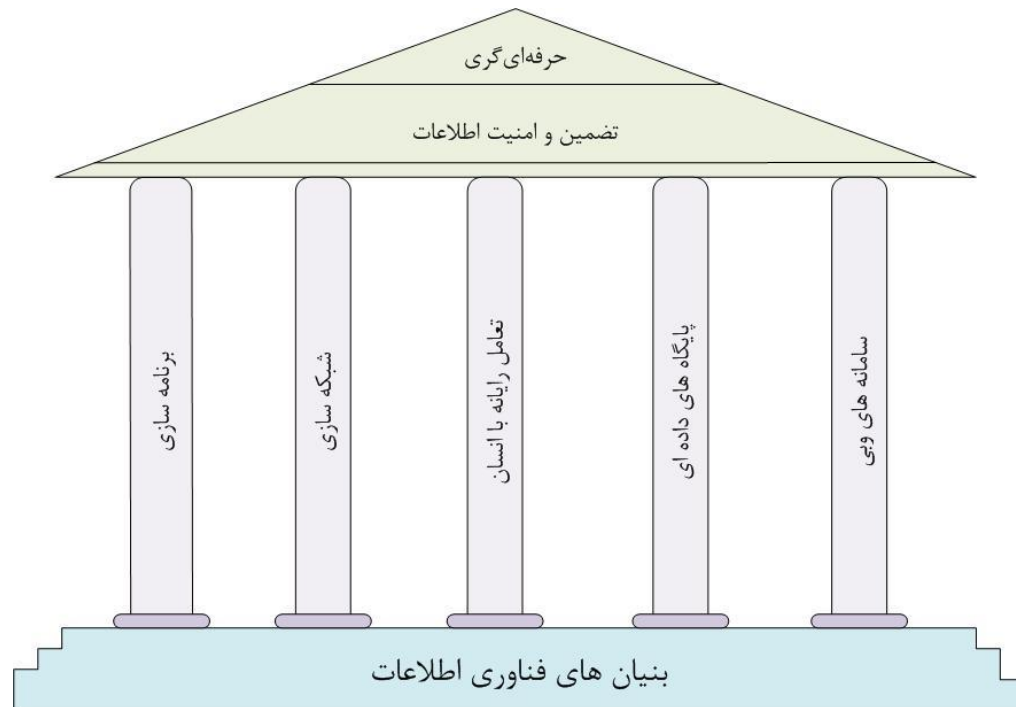 حرفه‌ای‌گری
تضمین و امنیت اطلاعات
سامانه های وبی
پایگاه های داده ای
تعامل رایانه با انسان
شبکه سازی
برنامه سازی
بنیان های فناوری اطلاعات